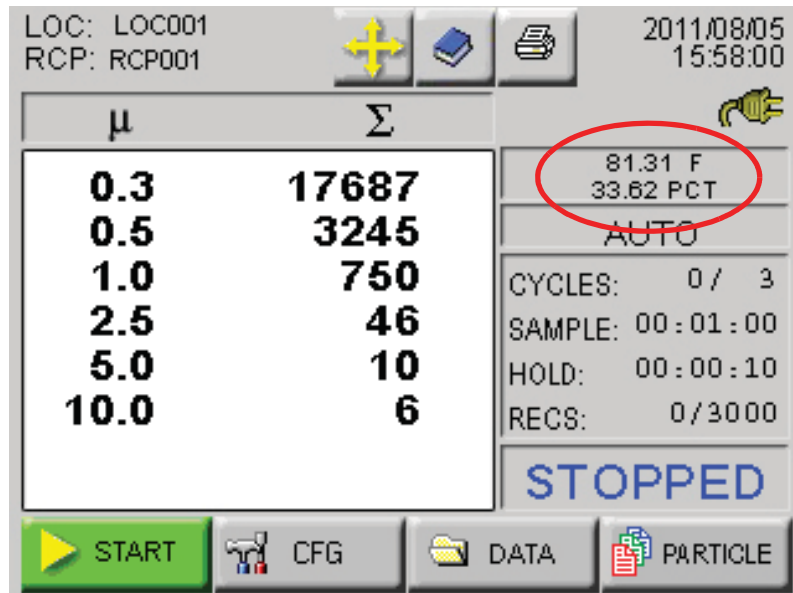 LOC: LOC001
RCP: RCP001
2011/08/05
15:58:00
μ Σ
0.3 17687
0.5 3245
1.0 750
2.5 46
5.0 10
10.0 6
81.31 F
33.62 PCT
AUTO
CYCLES: 0/ 3
SAMPLE: 00:01:00
HOLD: 00:00:10
RECS: 0/3000
STOPPED
START CFG DATA PARTICLE